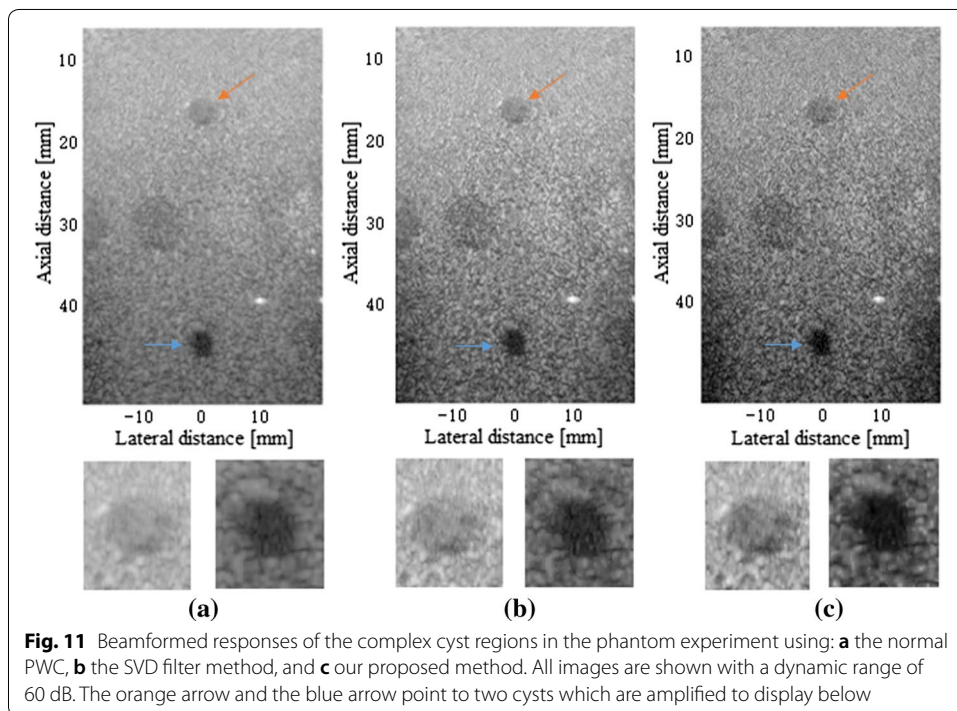 10
20
30
40
Axial distance [mm]
-10 0 10
Lateral distance [mm]
10
20
30
40
Axial distance [mm]
-10 0 10
Lateral distance [mm]
10
20
30
40
Axial distance [mm]
-10 0 10
Lateral distance [mm]
(a)
(b)
(c)
Fig. 11 Beamformed responses of the complex cyst regions in the phantom experiment using: a the normal
PWC, b the SVD filter method, and c our proposed method. All images are shown with a dynamic range of
60 dB. The orange arrow and the blue arrow point to two cysts which are amplified to display below